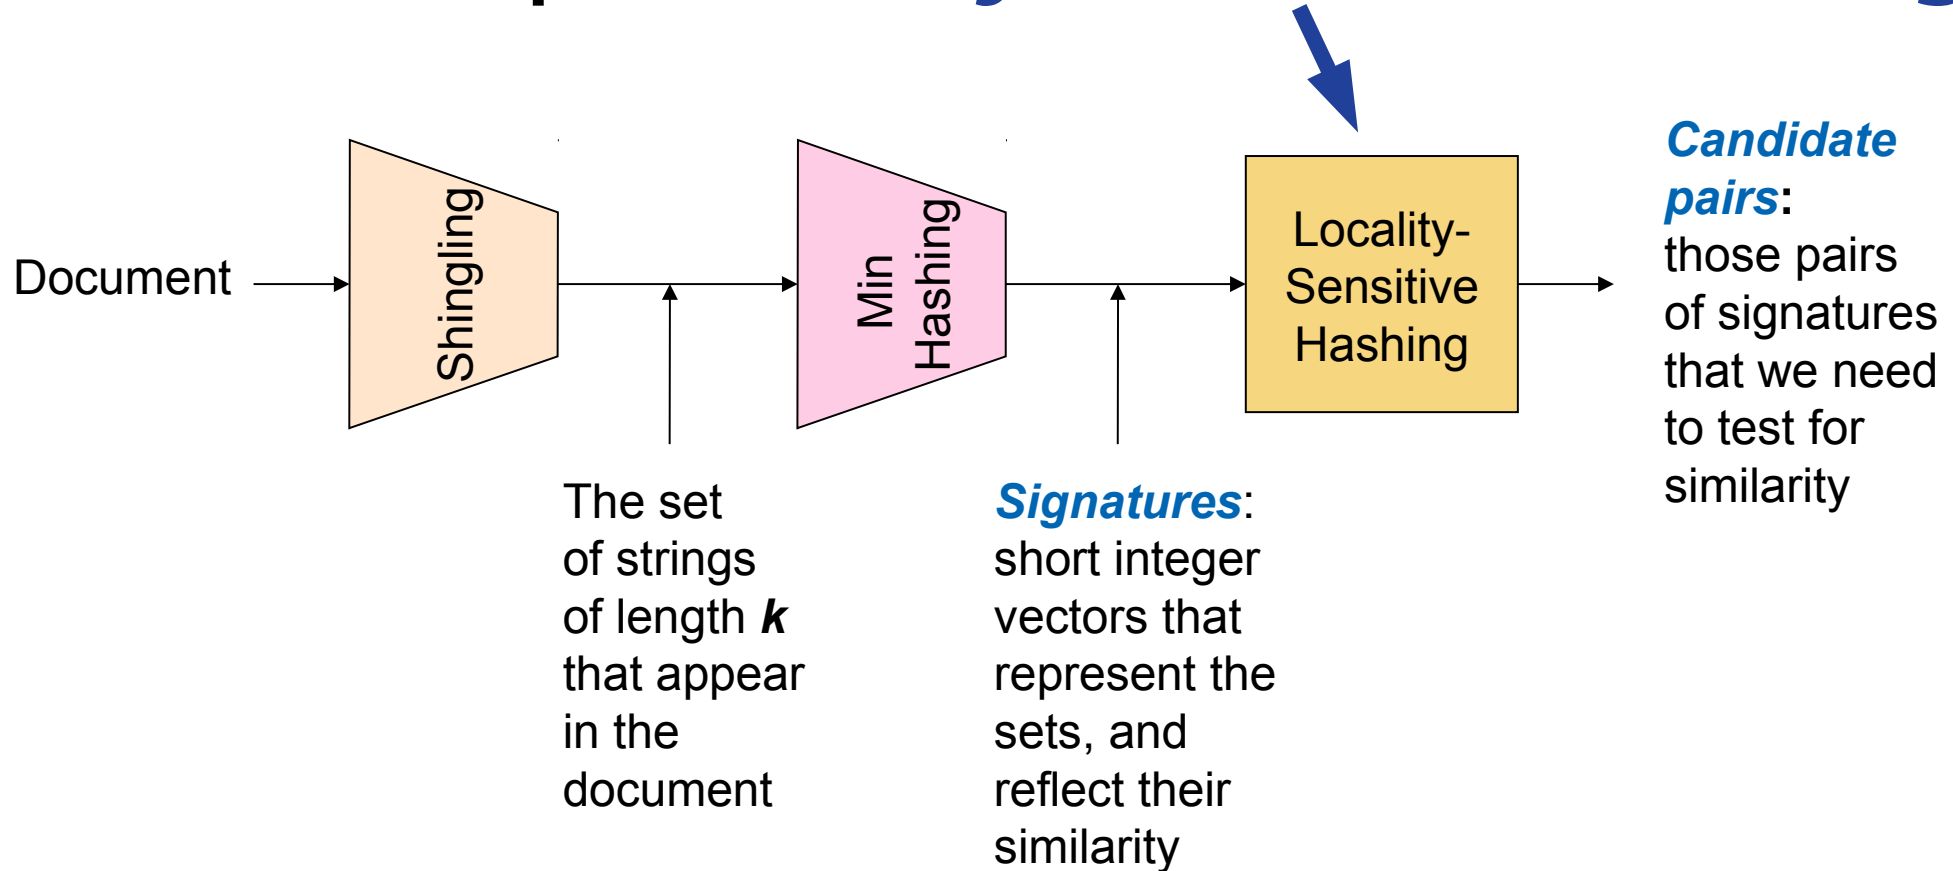 Document
Shingling
The set
of strings
of length k
that appear
in the
document
Min
Hashing
Signatures:
short integer
vectors that
represent the
sets, and
reflect their
similarity
Locality-
Sensitive
Hashing
Candidate
pairs:
those pairs
of signatures
that we need
to test for
similarity